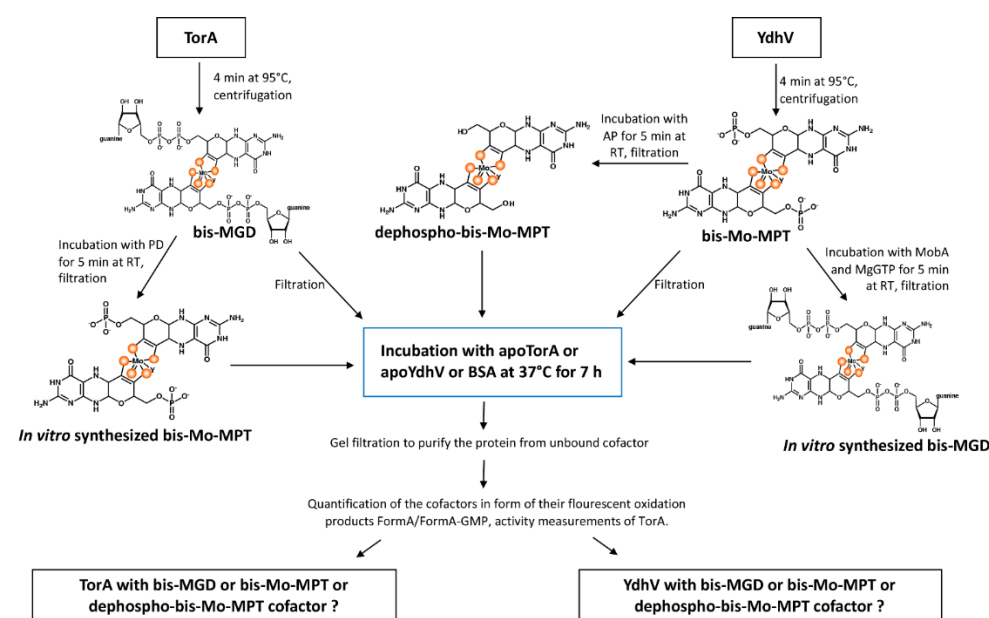 TorA
YdhV
4 min at 95°C,
centrifugation
4 min at 95°C,
centrifugation
Incubation with
AP for 5 min at
RT, filtration
bis-MGD
dephospho-bis-Mo-MPT
bis-Mo-MPT
Incubation with PD
for 5 min at RT,
filtration
Filtration
Filtration
Incubation with MobA
and MgGTP for 5 min
at RT, filtration
Incubation with apoTorA or
apoYdhV or BSA at 37°C for 7 h
In vitro synthesized bis-Mo-MPT
In vitro synthesized bis-MGD
Gel filtration to purify the protein from unbound cofactor
Quantification of the cofactors in form of their flourescent oxidation
products FormA/FormA-GMP, activity measurements of TorA.
TorA with bis-MGD or bis-Mo-MPT or
dephospho-bis-Mo-MPT cofactor ?
YdhV with bis-MGD or bis-Mo-MPT or
dephospho-bis-Mo-MPT cofactor ?